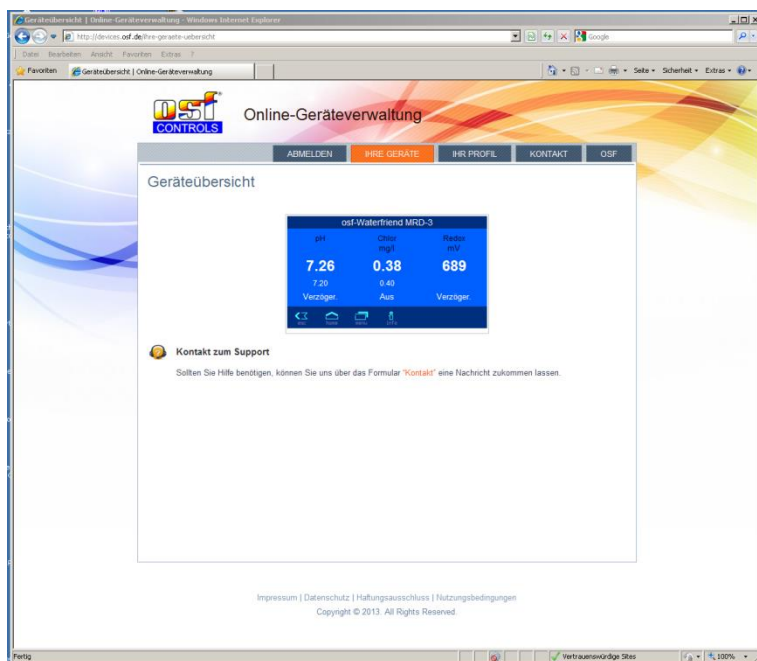 Geräteübersicht | Online-Geräteverwaltung - Windows Internet Explorer
http://devices.osf.de/ihre-geraete-uebersicht
Google
Datei Bearbeiten Ansicht Favoriten Extras ?
Favoriten
Geräteübersicht | Online-Geräteverwaltung
Seite
Sicherheit
Extras
osf
CONTROLS
Online-Geräteverwaltung
ABMELDEN
IHRE GERÄTE
IHR PROFIL
KONTAKT
OSF
Geräteübersicht
osf-Waterfriend MRD-3
pH Chlor Redox
mg/l mV
7.26 0.38 689
7.20 0.40
Verzöger. Aus Verzöger.
Kontakt zum Support
Sollten Sie Hilfe benötigen, können Sie uns über das Formular "Kontakt" eine Nachricht zukommen lassen.
Impressum | Datenschutz | Haftungsausschluss | Nutzungsbedingungen
Copyright © 2013. All Rights Reserved.
Fertig
Vertrauenswürdige Sites
100%